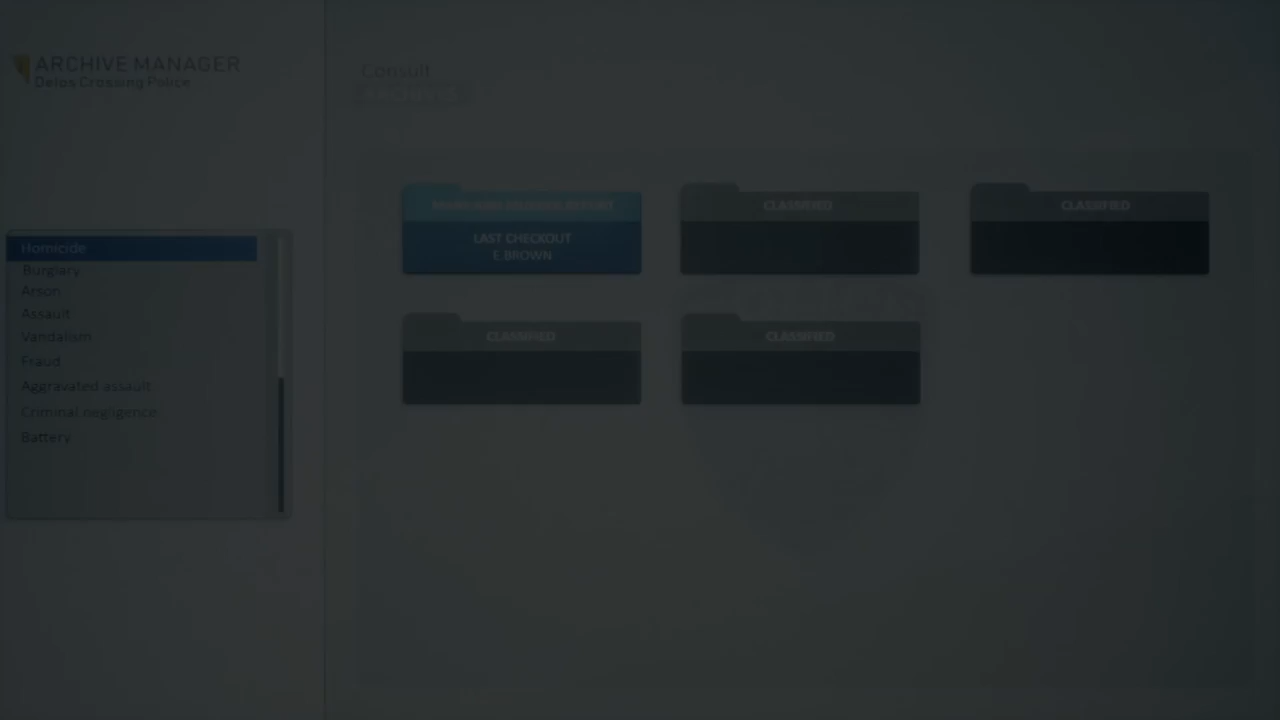 ARCHIVE MANAGER
Delos Crossing Police
Consult
Homicide
Burglary
Arson
Assault
Vandalism
Fraud
Aggravated assault
Criminal negligence
Battery
REPORT
LAST CHECKOUT
E.BROWN
CLASSIFIED
CLASSIFIED
CLASSIFIED
CLASSIFIED